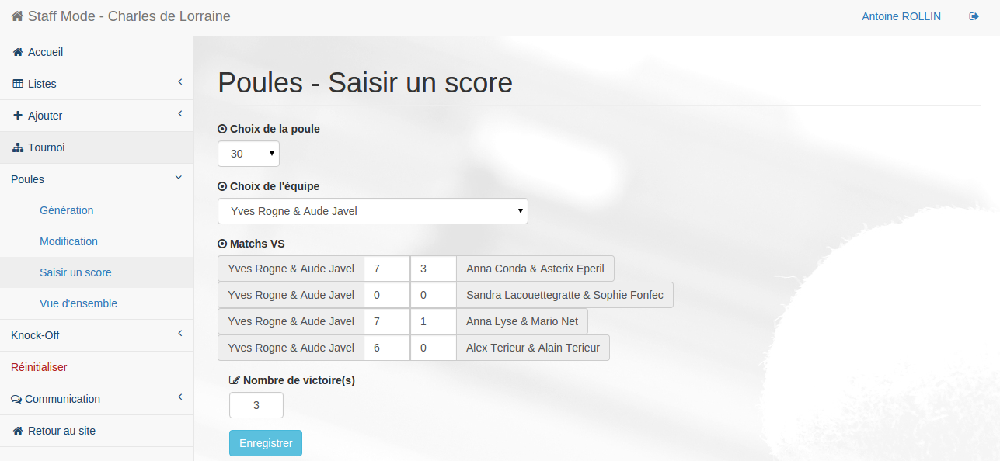 Staff Mode - Charles de Lorraine
Antoine ROLLIN
Accueil
Listes
Ajouter
Tournoi
Poules
Génération
Modification
Saisir un score
Vue d'ensemble
Knock-Off
Réinitialiser
Communication
Retour au site
Poules - Saisir un score
Choix de la poule
30
Choix de l'équipe
Yves Rogne & Aude Javel
Matchs VS
Yves Rogne & Aude Javel 7 3 Anna Conda & Asterix Eperil
Yves Rogne & Aude Javel 0 0 Sandra Lacouettegratte & Sophie Fonfec
Yves Rogne & Aude Javel 7 1 Anna Lyse & Mario Net
Yves Rogne & Aude Javel 6 0 Alex Terieur & Alain Terieur
Nombre de victoire(s)
3
Enregistrer